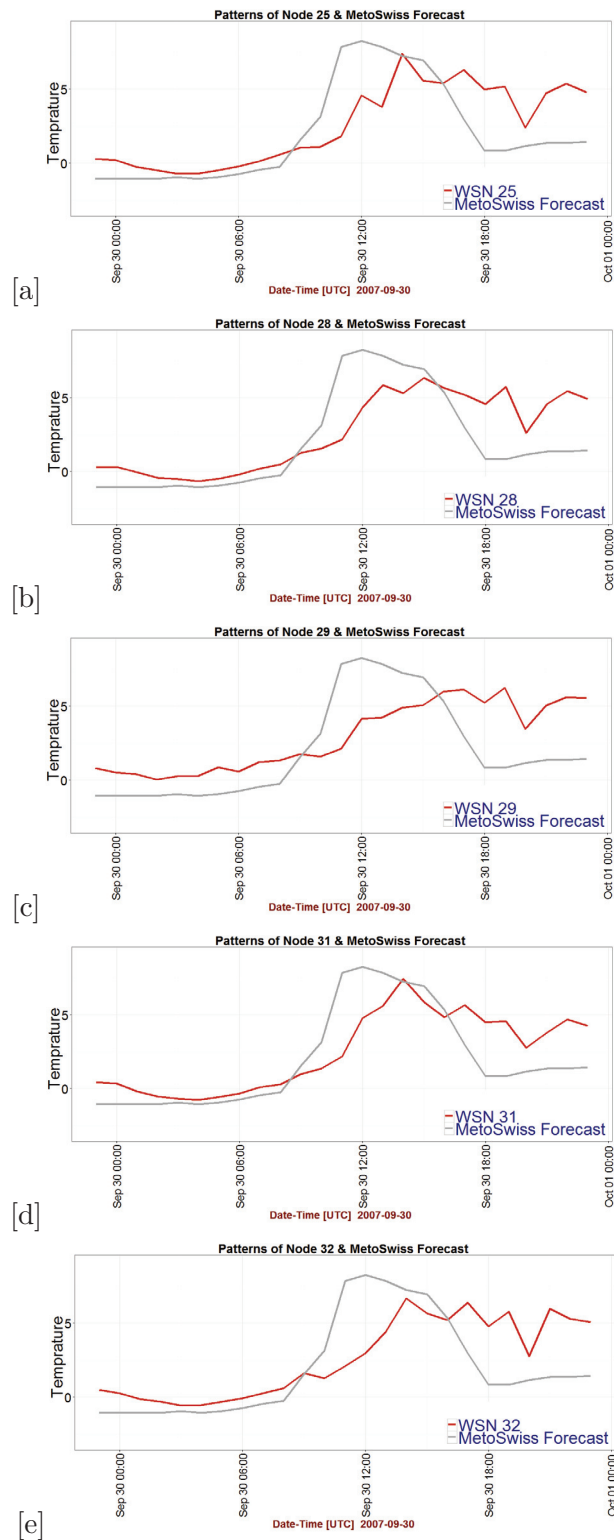 Patterns of Node 25 & MetoSwiss Forecast
Temprature
5
0
WSN 25
MetoSwiss Forecast
Sep 30 00:00
Sep 30 06:00
Sep 30 12:00
Sep 30 18:00
Oct 01 00:00
Date-Time [UTC] 2007-09-30
[a]
Patterns of Node 28 & MetoSwiss Forecast
Temprature
5
0
WSN 28
MetoSwiss Forecast
Sep 30 00:00
Sep 30 06:00
Sep 30 12:00
Sep 30 18:00
Oct 01 00:00
Date-Time [UTC] 2007-09-30
[b]
Patterns of Node 29 & MetoSwiss Forecast
Temprature
5
0
WSN 29
MetoSwiss Forecast
Sep 30 00:00
Sep 30 06:00
Sep 30 12:00
Sep 30 18:00
Oct 01 00:00
Date-Time [UTC] 2007-09-30
[c]
Patterns of Node 31 & MetoSwiss Forecast
Temprature
5
0
WSN 31
MetoSwiss Forecast
Sep 30 00:00
Sep 30 06:00
Sep 30 12:00
Sep 30 18:00
Oct 01 00:00
Date-Time [UTC] 2007-09-30
[d]
Patterns of Node 32 & MetoSwiss Forecast
Temprature
5
0
WSN 32
MetoSwiss Forecast
Sep 30 00:00
Sep 30 06:00
Sep 30 12:00
Sep 30 18:00
Oct 01 00:00
Date-Time [UTC] 2007-09-30
[e]